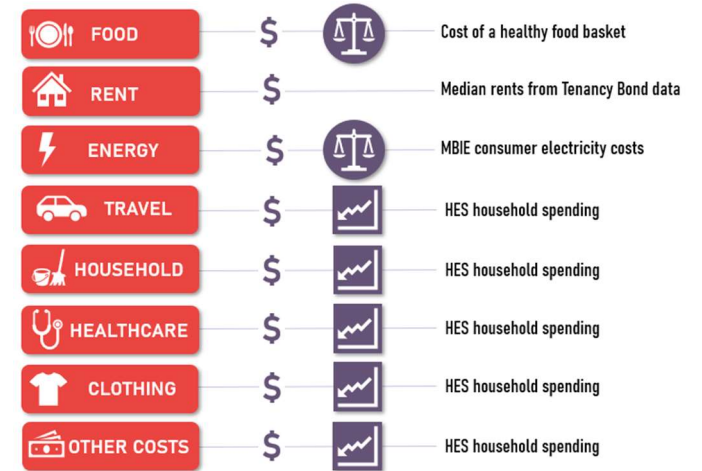 FOOD $ Cost of a healthy food basket
RENT $ Median rents from Tenancy Bond data
ENERGY $ MBIE consumer electricity costs
TRAVEL $ HES household spending
HOUSEHOLD $ HES household spending
HEALTHCARE $ HES household spending
CLOTHING $ HES household spending
OTHER COSTS $ HES household spending